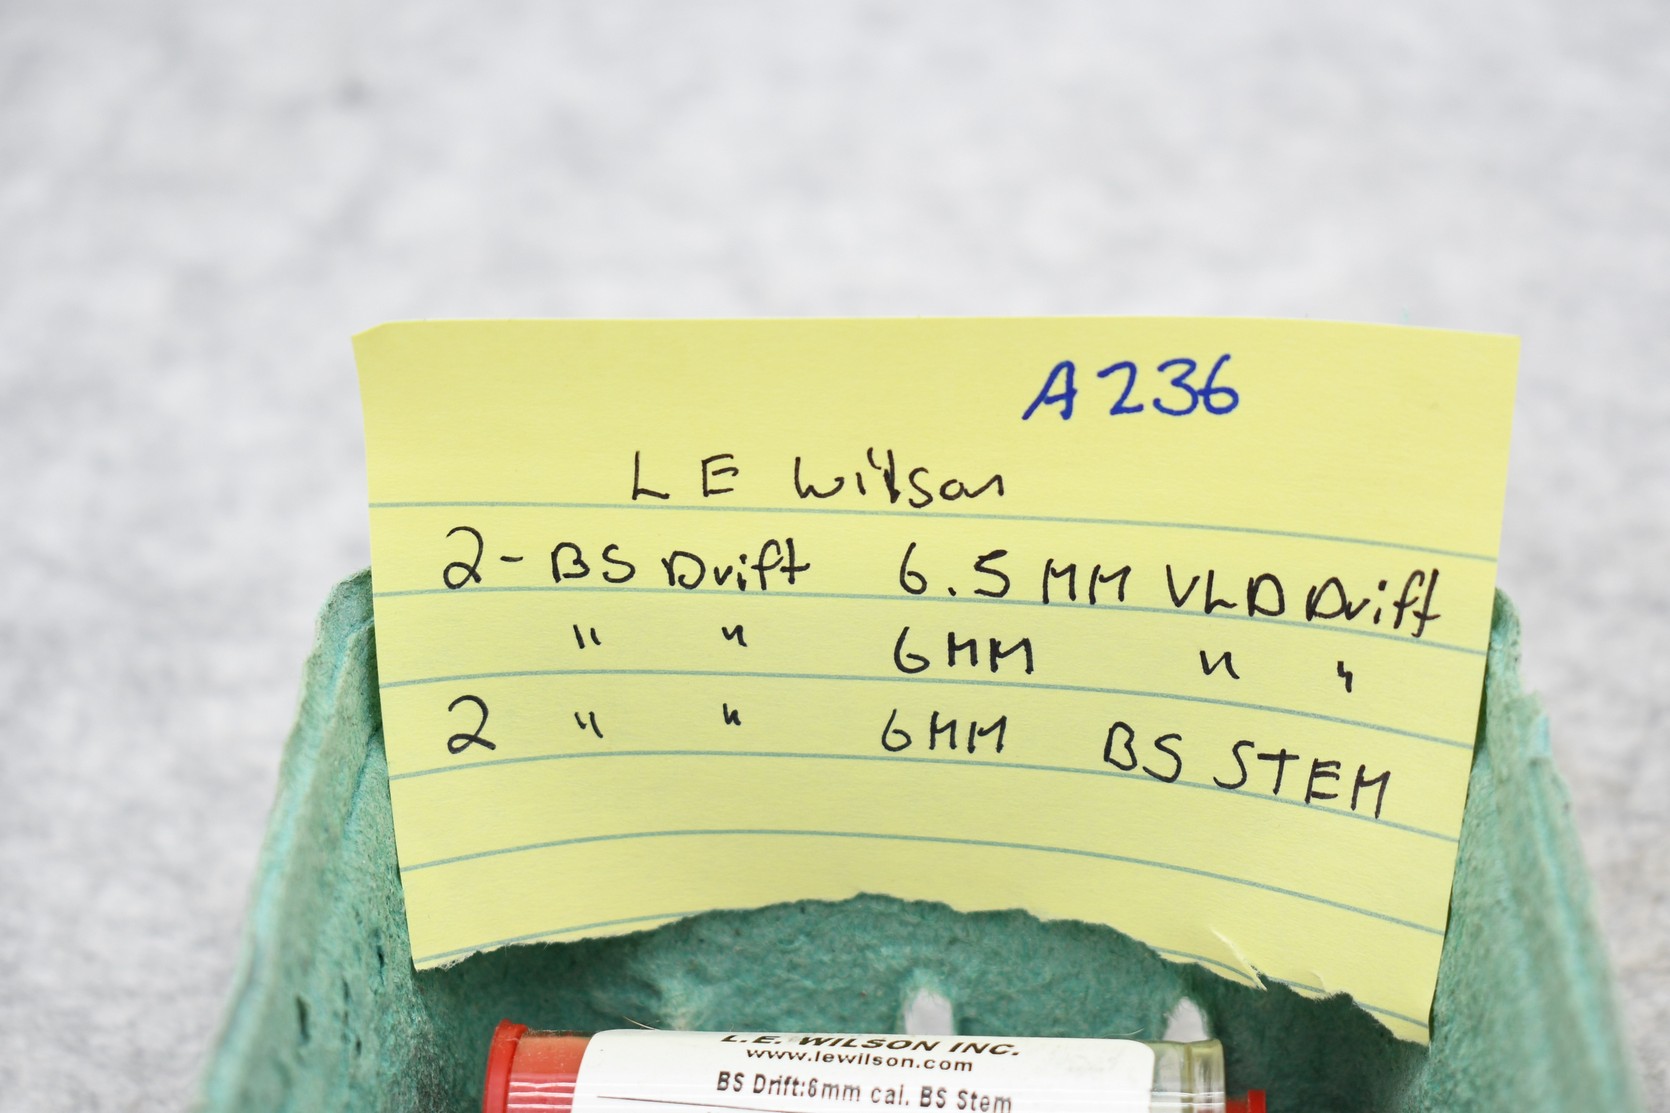 A236
L E Wilson
2- BS Drift 6.5 MM VLD Drift
" " 6MM " "
2 " " 6MM BS STEM
L.E. WILSON INC.
www.lewilson.com
BS Drift:6mm cal. BS Stem